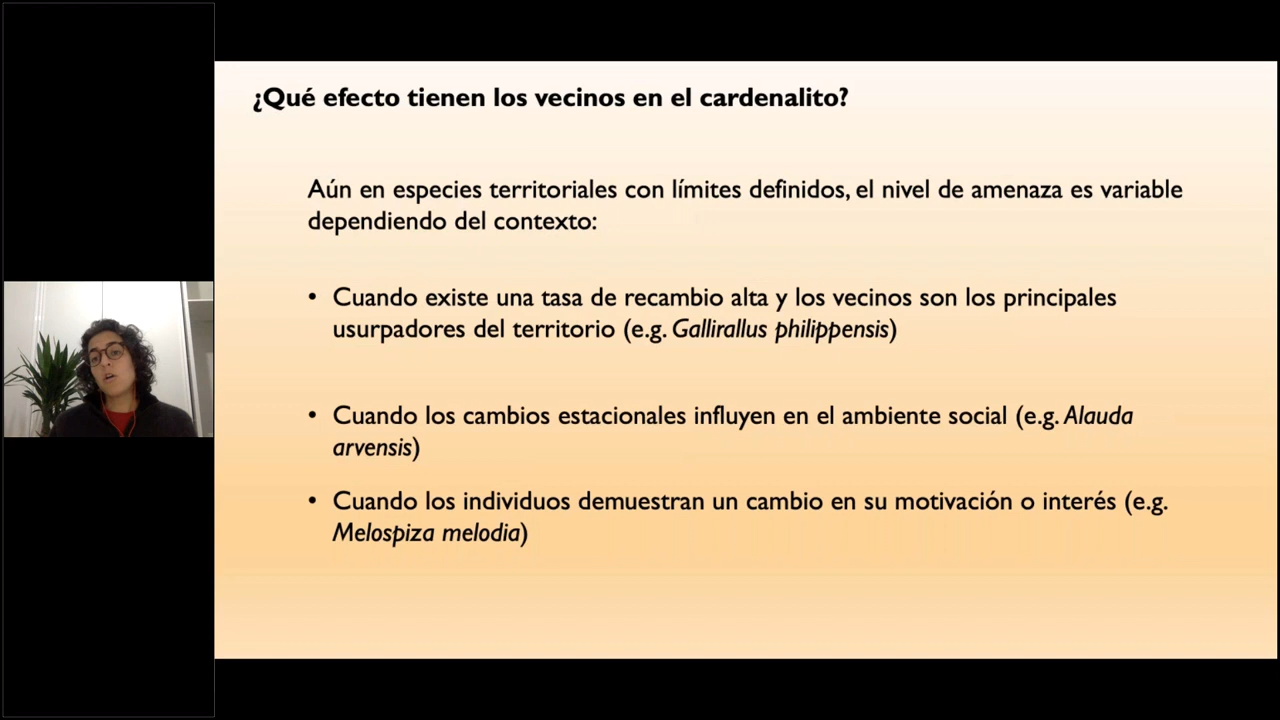 ¿Qué efecto tienen los vecinos en el cardenalito?
Aún en especies territoriales con límites definidos, el nivel de amenaza es variable
dependiendo del contexto:
• Cuando existe una tasa de recambio alta y los vecinos son los principales
usurpadores del territorio (e.g. Gallirallus philippensis)
• Cuando los cambios estacionales influyen en el ambiente social (e.g. Alauda
arvensis)
• Cuando los individuos demuestran un cambio en su motivación o interés (e.g.
Melospiza melodia)